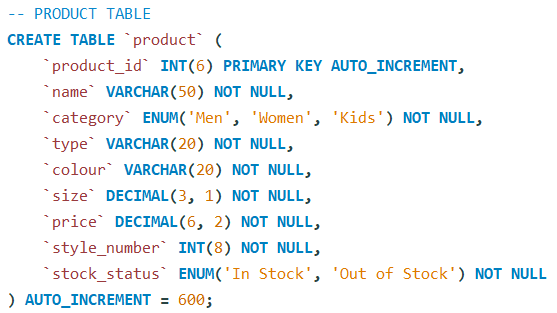 -- PRODUCT TABLE
CREATE TABLE `product` (
    `product_id` INT(6) PRIMARY KEY AUTO_INCREMENT,
    `name` VARCHAR(50) NOT NULL,
    `category` ENUM('Men', 'Women', 'Kids') NOT NULL,
    `type` VARCHAR(20) NOT NULL,
    `colour` VARCHAR(20) NOT NULL,
    `size` DECIMAL(3, 1) NOT NULL,
    `price` DECIMAL(6, 2) NOT NULL,
    `style_number` INT(8) NOT NULL,
    `stock_status` ENUM('In Stock', 'Out of Stock') NOT NULL
) AUTO_INCREMENT = 600;